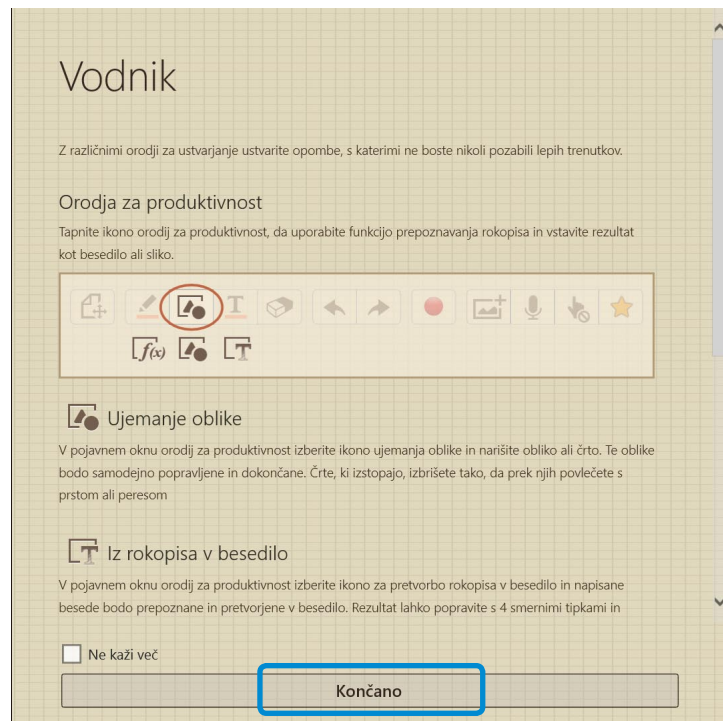 Vodnik
Z različnimi orodji za ustvarjanje ustvarite opombe, s katerimi ne boste nikoli pozabili lepih trenutkov.
Orodja za produktivnost
Tapnite ikono orodij za produktivnost, da uporabite funkcijo prepoznavanja rokopisa in vstavite rezultat
kot besedilo ali sliko.
T
f(x) T
Ujemanje oblike
V pojavnem oknu orodij za produktivnost izberite ikono ujemanja oblike in narišite obliko ali črto. Te oblike
bodo samodejno popravljene in dokončane. Črte, ki izstopajo, izbrišete tako, da prek njih povlečete s
prstom ali peresom
T Iz rokopisa v besedilo
V pojavnem oknu orodij za produktivnost izberite ikono za pretvorbo rokopisa v besedilo in napisane
besede bodo prepoznane in pretvorjene v besedilo. Rezultat lahko popravite s 4 smernimi tipkami in
Ne kaži več
Končano